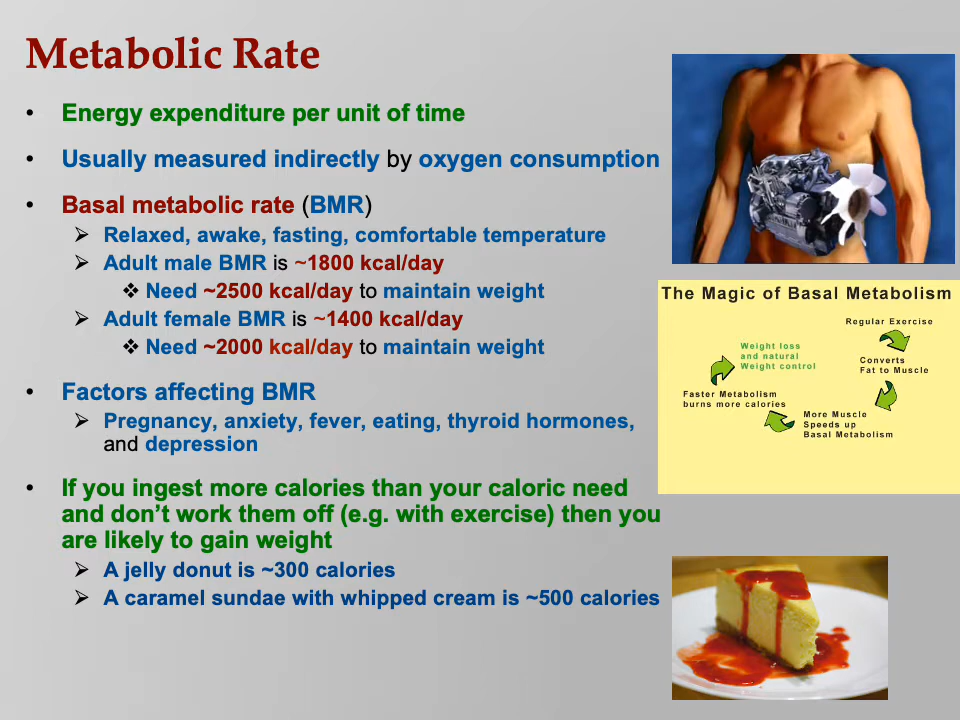 Metabolic Rate
• Energy expenditure per unit of time
• Usually measured indirectly by oxygen consumption
• Basal metabolic rate (BMR)
➢ Relaxed, awake, fasting, comfortable temperature
➢ Adult male BMR is ~1800 kcal/day
❖ Need ~2500 kcal/day to maintain weight
➢ Adult female BMR is ~1400 kcal/day
❖ Need ~2000 kcal/day to maintain weight
• Factors affecting BMR
➢ Pregnancy, anxiety, fever, eating, thyroid hormones,
and depression
• If you ingest more calories than your caloric need
and don’t work them off (e.g. with exercise) then you
are likely to gain weight
➢ A jelly donut is ~300 calories
➢ A caramel sundae with whipped cream is ~500 calories
The Magic of Basal Metabolism
Regular Exercise
Converts
Fat to Muscle
More Muscle
Speeds up
Basal Metabolism
Faster Metabolism
burns more calories
Weight loss
and natural
Weight control